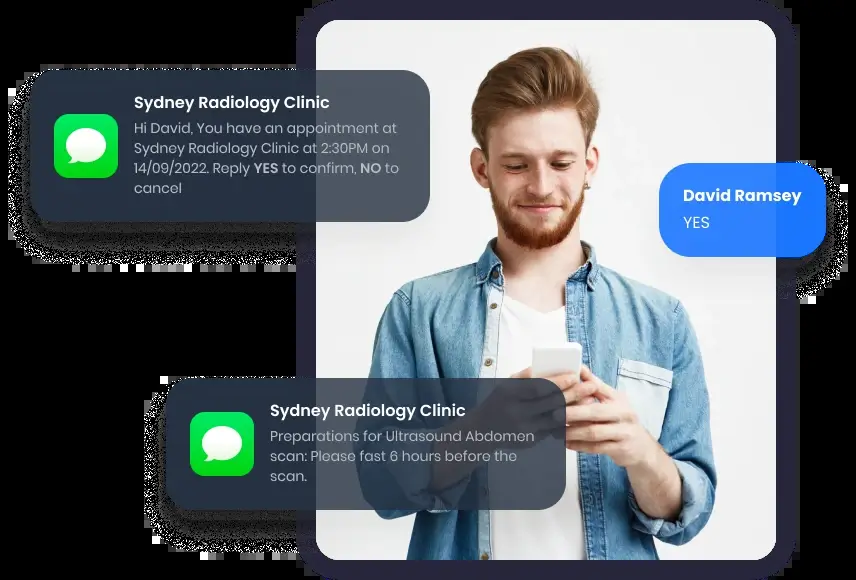 Sydney Radiology Clinic
Hi David, You have an appointment at
Sydney Radiology Clinic at 2:30PM on
14/09/2022. Reply YES to confirm, NO to
cancel
David Ramsey
YES
Sydney Radiology Clinic
Preparations for Ultrasound Abdomen
scan: Please fast 6 hours before the
scan.